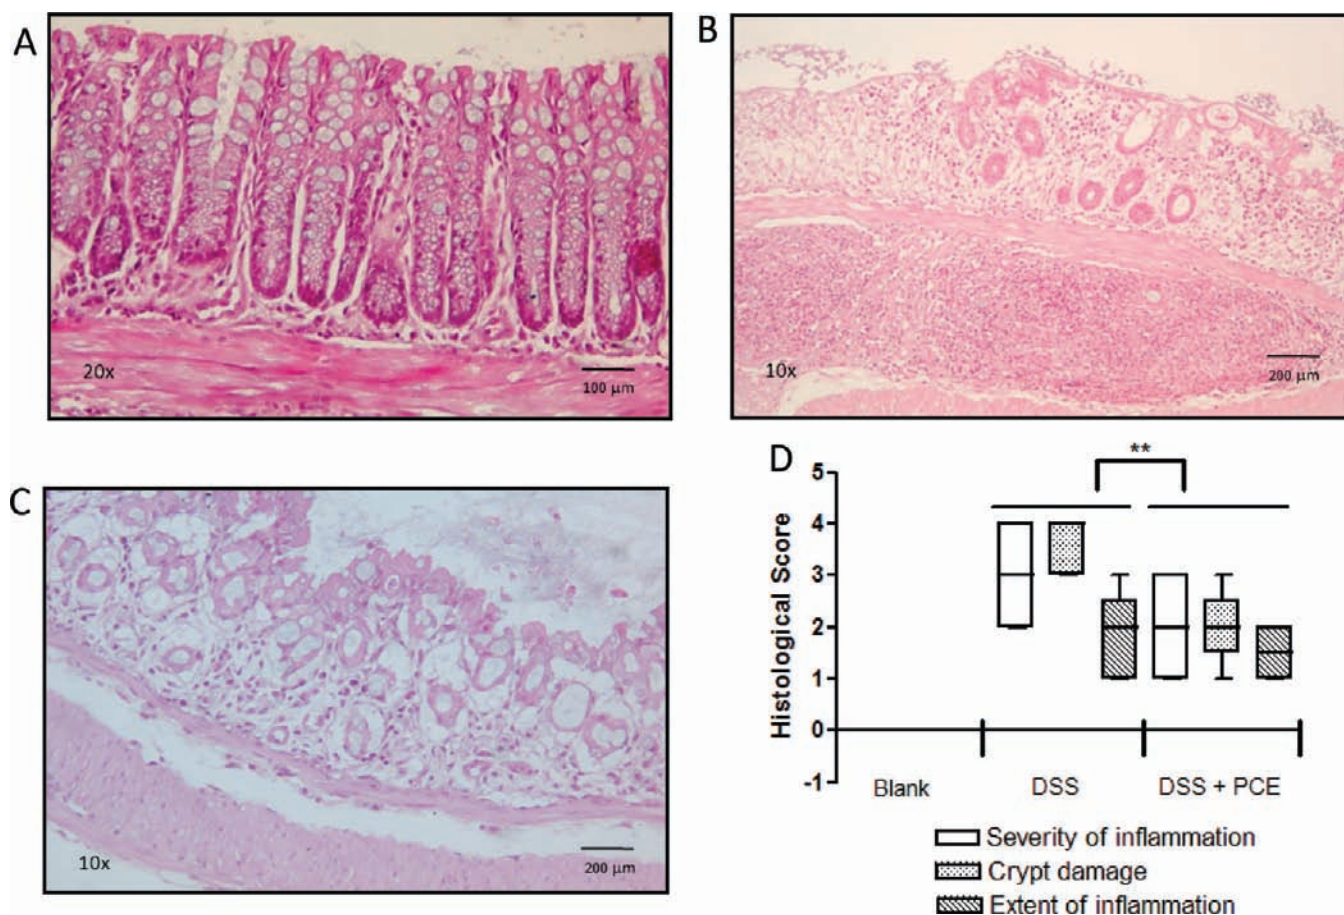 A
20x
100 µm
B
10x
200 µm
C
10x
200 µm
D
**
Histological Score
5
4
3
2
1
0
-1
Blank
DSS
DSS + PCE
Severity of inflammation
Crypt damage
Extent of inflammation